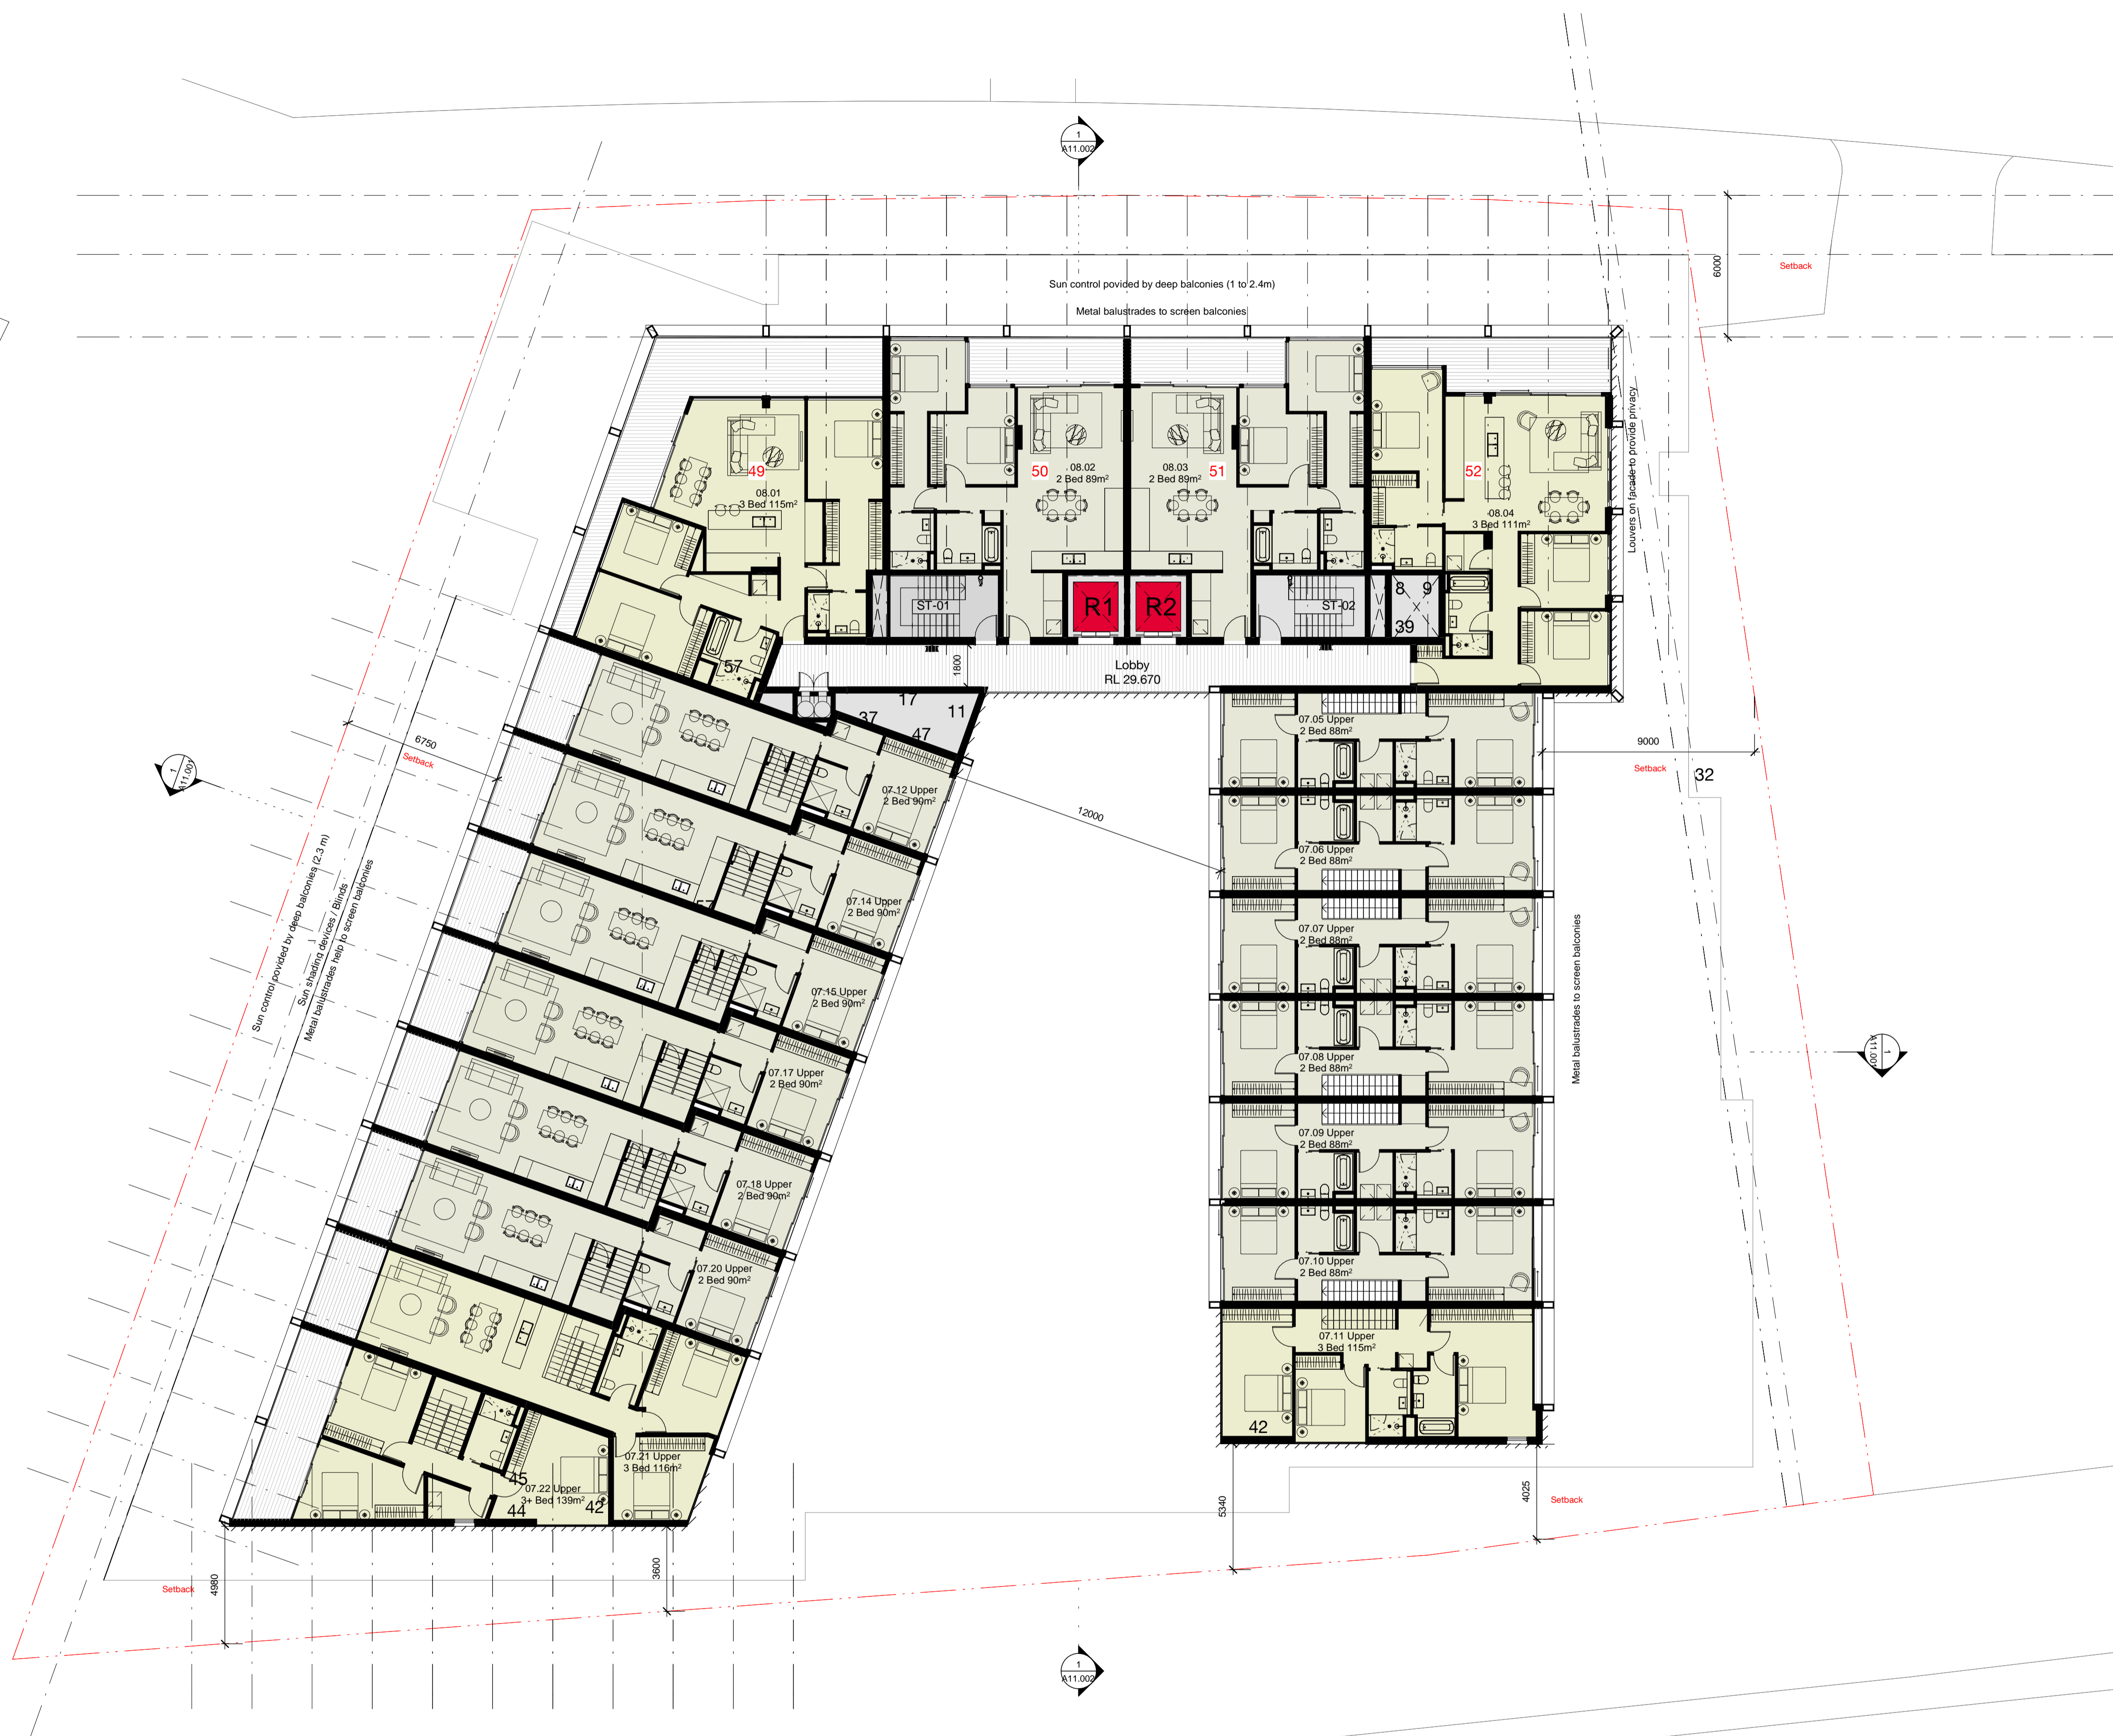 1
A11.002
6000
Setback
Sun control povided by deep balconies (1 to 2.4m)
Metal balustrades to screen balconies
Louvers on facade to provide privacy
49
08.01
3 Bed 115m²
50
08.02
2 Bed 89m²
51
08.03
2 Bed 89m²
52
08.04
3 Bed 111m²
ST-01
R1
R2
ST-02
8
9
39
57
1800
Lobby
RL 29.670
17
11
37
47
6750
Setback
1
A11.001
12000
9000
Setback
32
07.05 Upper
2 Bed 88m²
07.12 Upper
2 Bed 90m²
07.06 Upper
2 Bed 88m²
07.14 Upper
2 Bed 90m²
57
07.07 Upper
2 Bed 88m²
Sun control povided by deep balconies (2.3 m)
Sun shading devices / Blinds
Metal balustrades help to screen balconies
07.15 Upper
2 Bed 90m²
Metal balustrades to screen balconies
07.08 Upper
2 Bed 88m²
1
A11.001
07.17 Upper
2 Bed 90m²
07.09 Upper
2 Bed 88m²
07.18 Upper
2 Bed 90m²
07.10 Upper
2 Bed 88m²
07.20 Upper
2 Bed 90m²
07.11 Upper
3 Bed 115m²
42
07.21 Upper
3 Bed 116m²
45
07.22 Upper
3+ Bed 139m²
44
42
5340
4025
Setback
4980
Setback
3600
1
A11.002